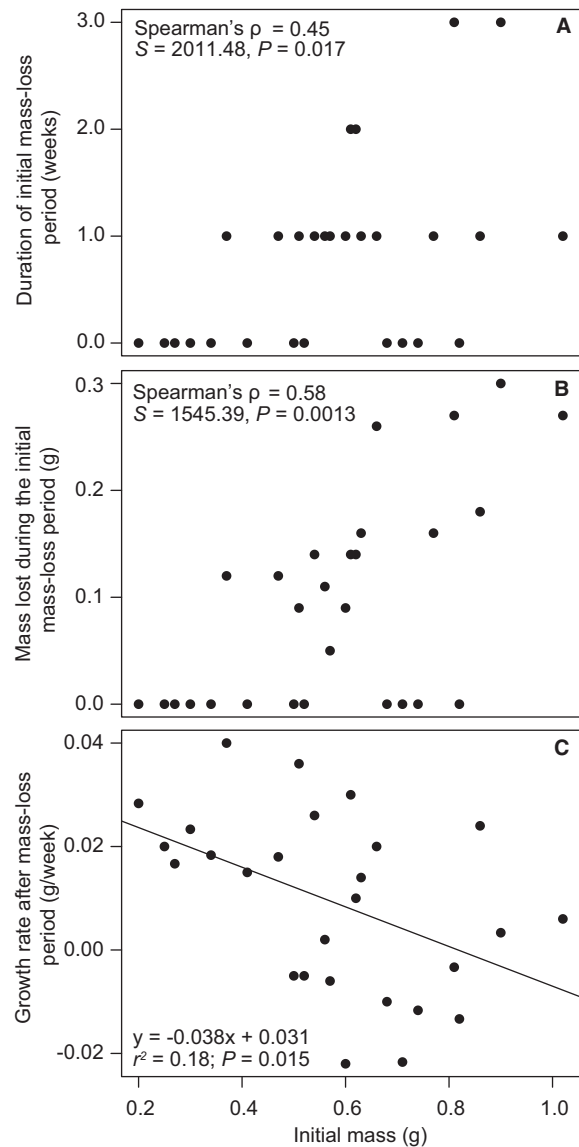 A
Spearman's ρ = 0.45
S = 2011.48, P = 0.017
3.0
2.0
1.0
0.0
Duration of initial mass-loss
period (weeks)
B
Spearman's ρ = 0.58
S = 1545.39, P = 0.0013
0.3
0.2
0.1
0.0
Mass lost during the initial
mass-loss period (g)
C
0.04
0.02
0.00
-0.02
Growth rate after mass-loss
period (g/week)
y = -0.038x + 0.031
r² = 0.18; P = 0.015
0.2 0.4 0.6 0.8 1.0
Initial mass (g)